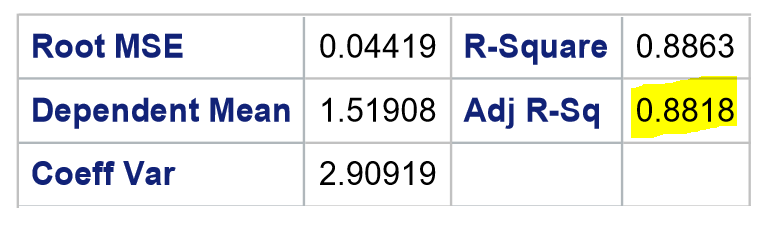 Root MSE 0.04419 R-Square 0.8863
Dependent Mean 1.51908 Adj R-Sq 0.8818
Coeff Var 2.90919